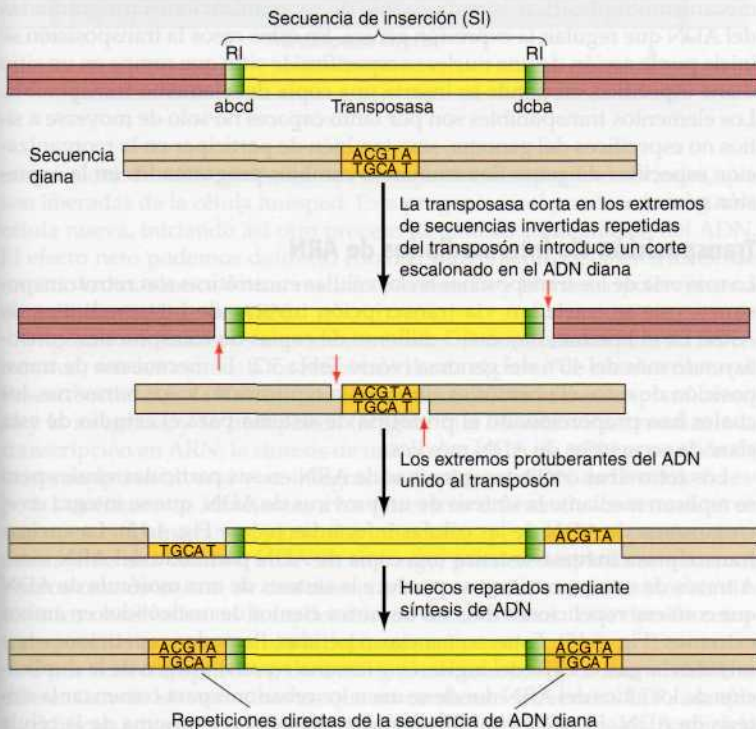 Secuencia de inserción (SI)
RI RI
abcd Transposasa dcba
Secuencia
diana
ACGTA
TGCAT
La transposasa corta en los extremos
de secuencias invertidas repetidas
del transposón e introduce un corte
escalonado en el ADN diana
ACGTA
TGCAT
Los extremos protuberantes del ADN
unido al transposón
ACGTA
TGCAT
Huecos reparados mediante
síntesis de ADN
ACGTA ACGTA
TGCAT TGCAT
Repeticiones directas de la secuencia de ADN diana